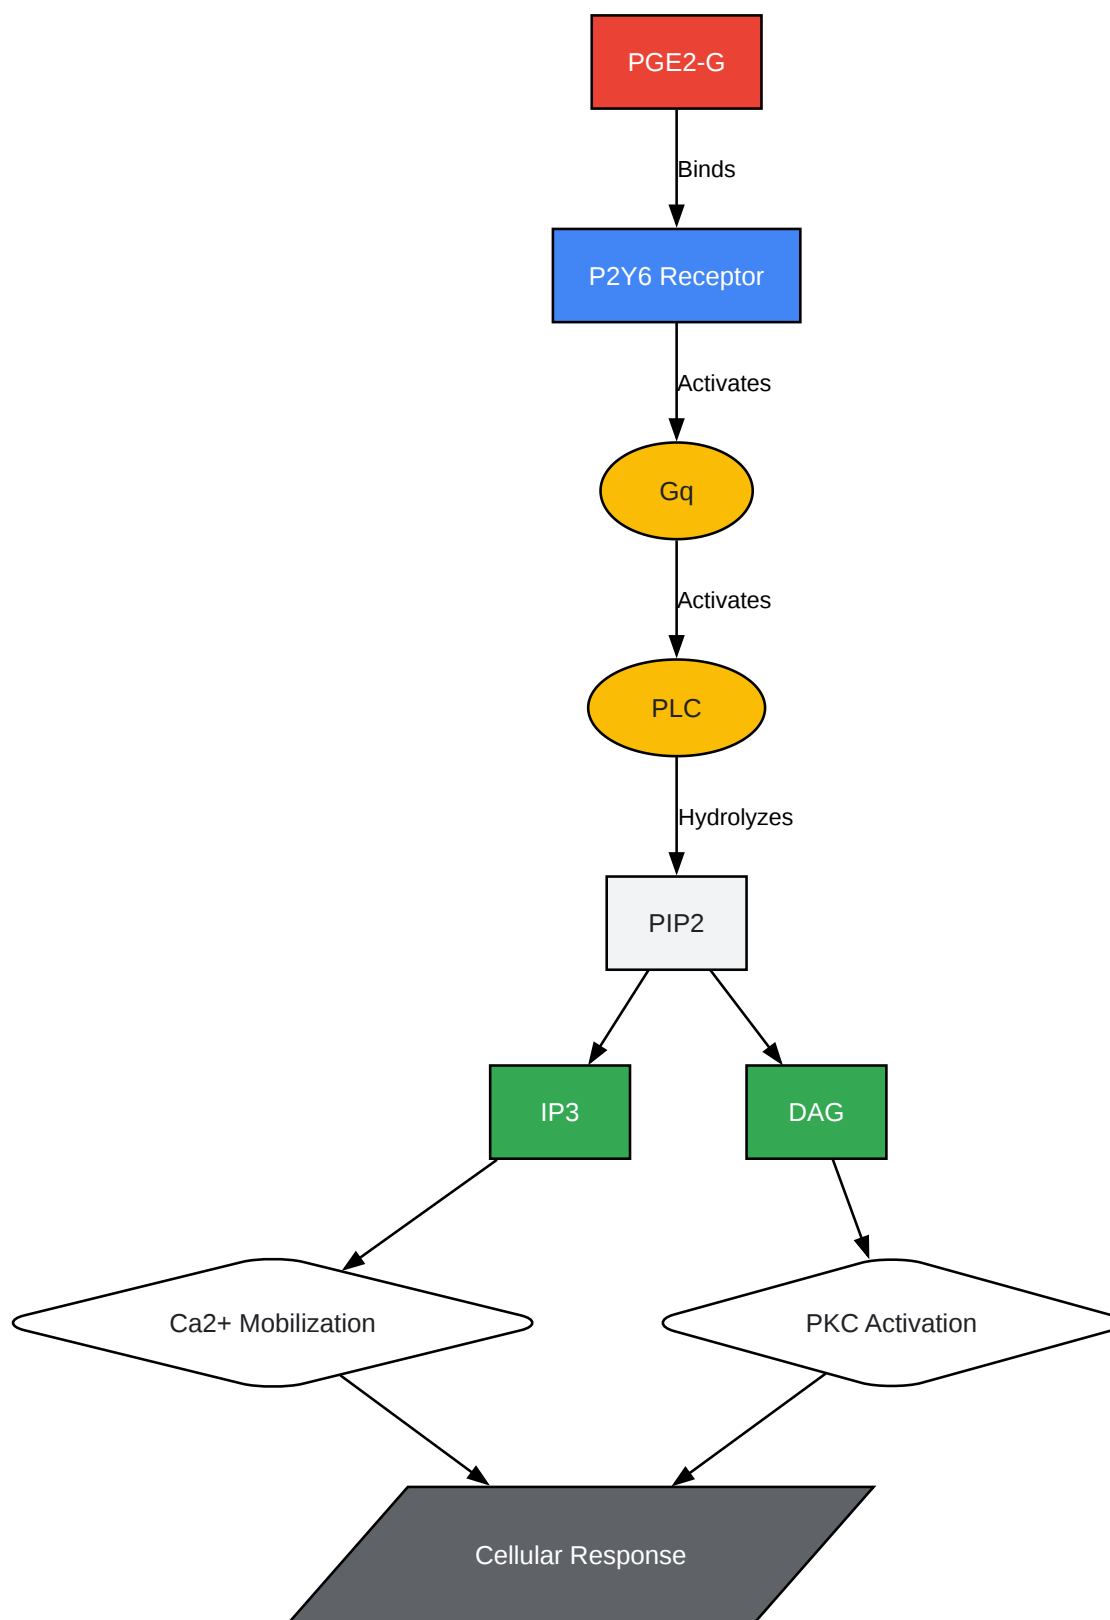 PGE2-G
Binds
P2Y6 Receptor
Activates
Gq
Activates
PLC
Hydrolyzes
PIP2
IP3
DAG
Ca2+ Mobilization
PKC Activation
Cellular Response